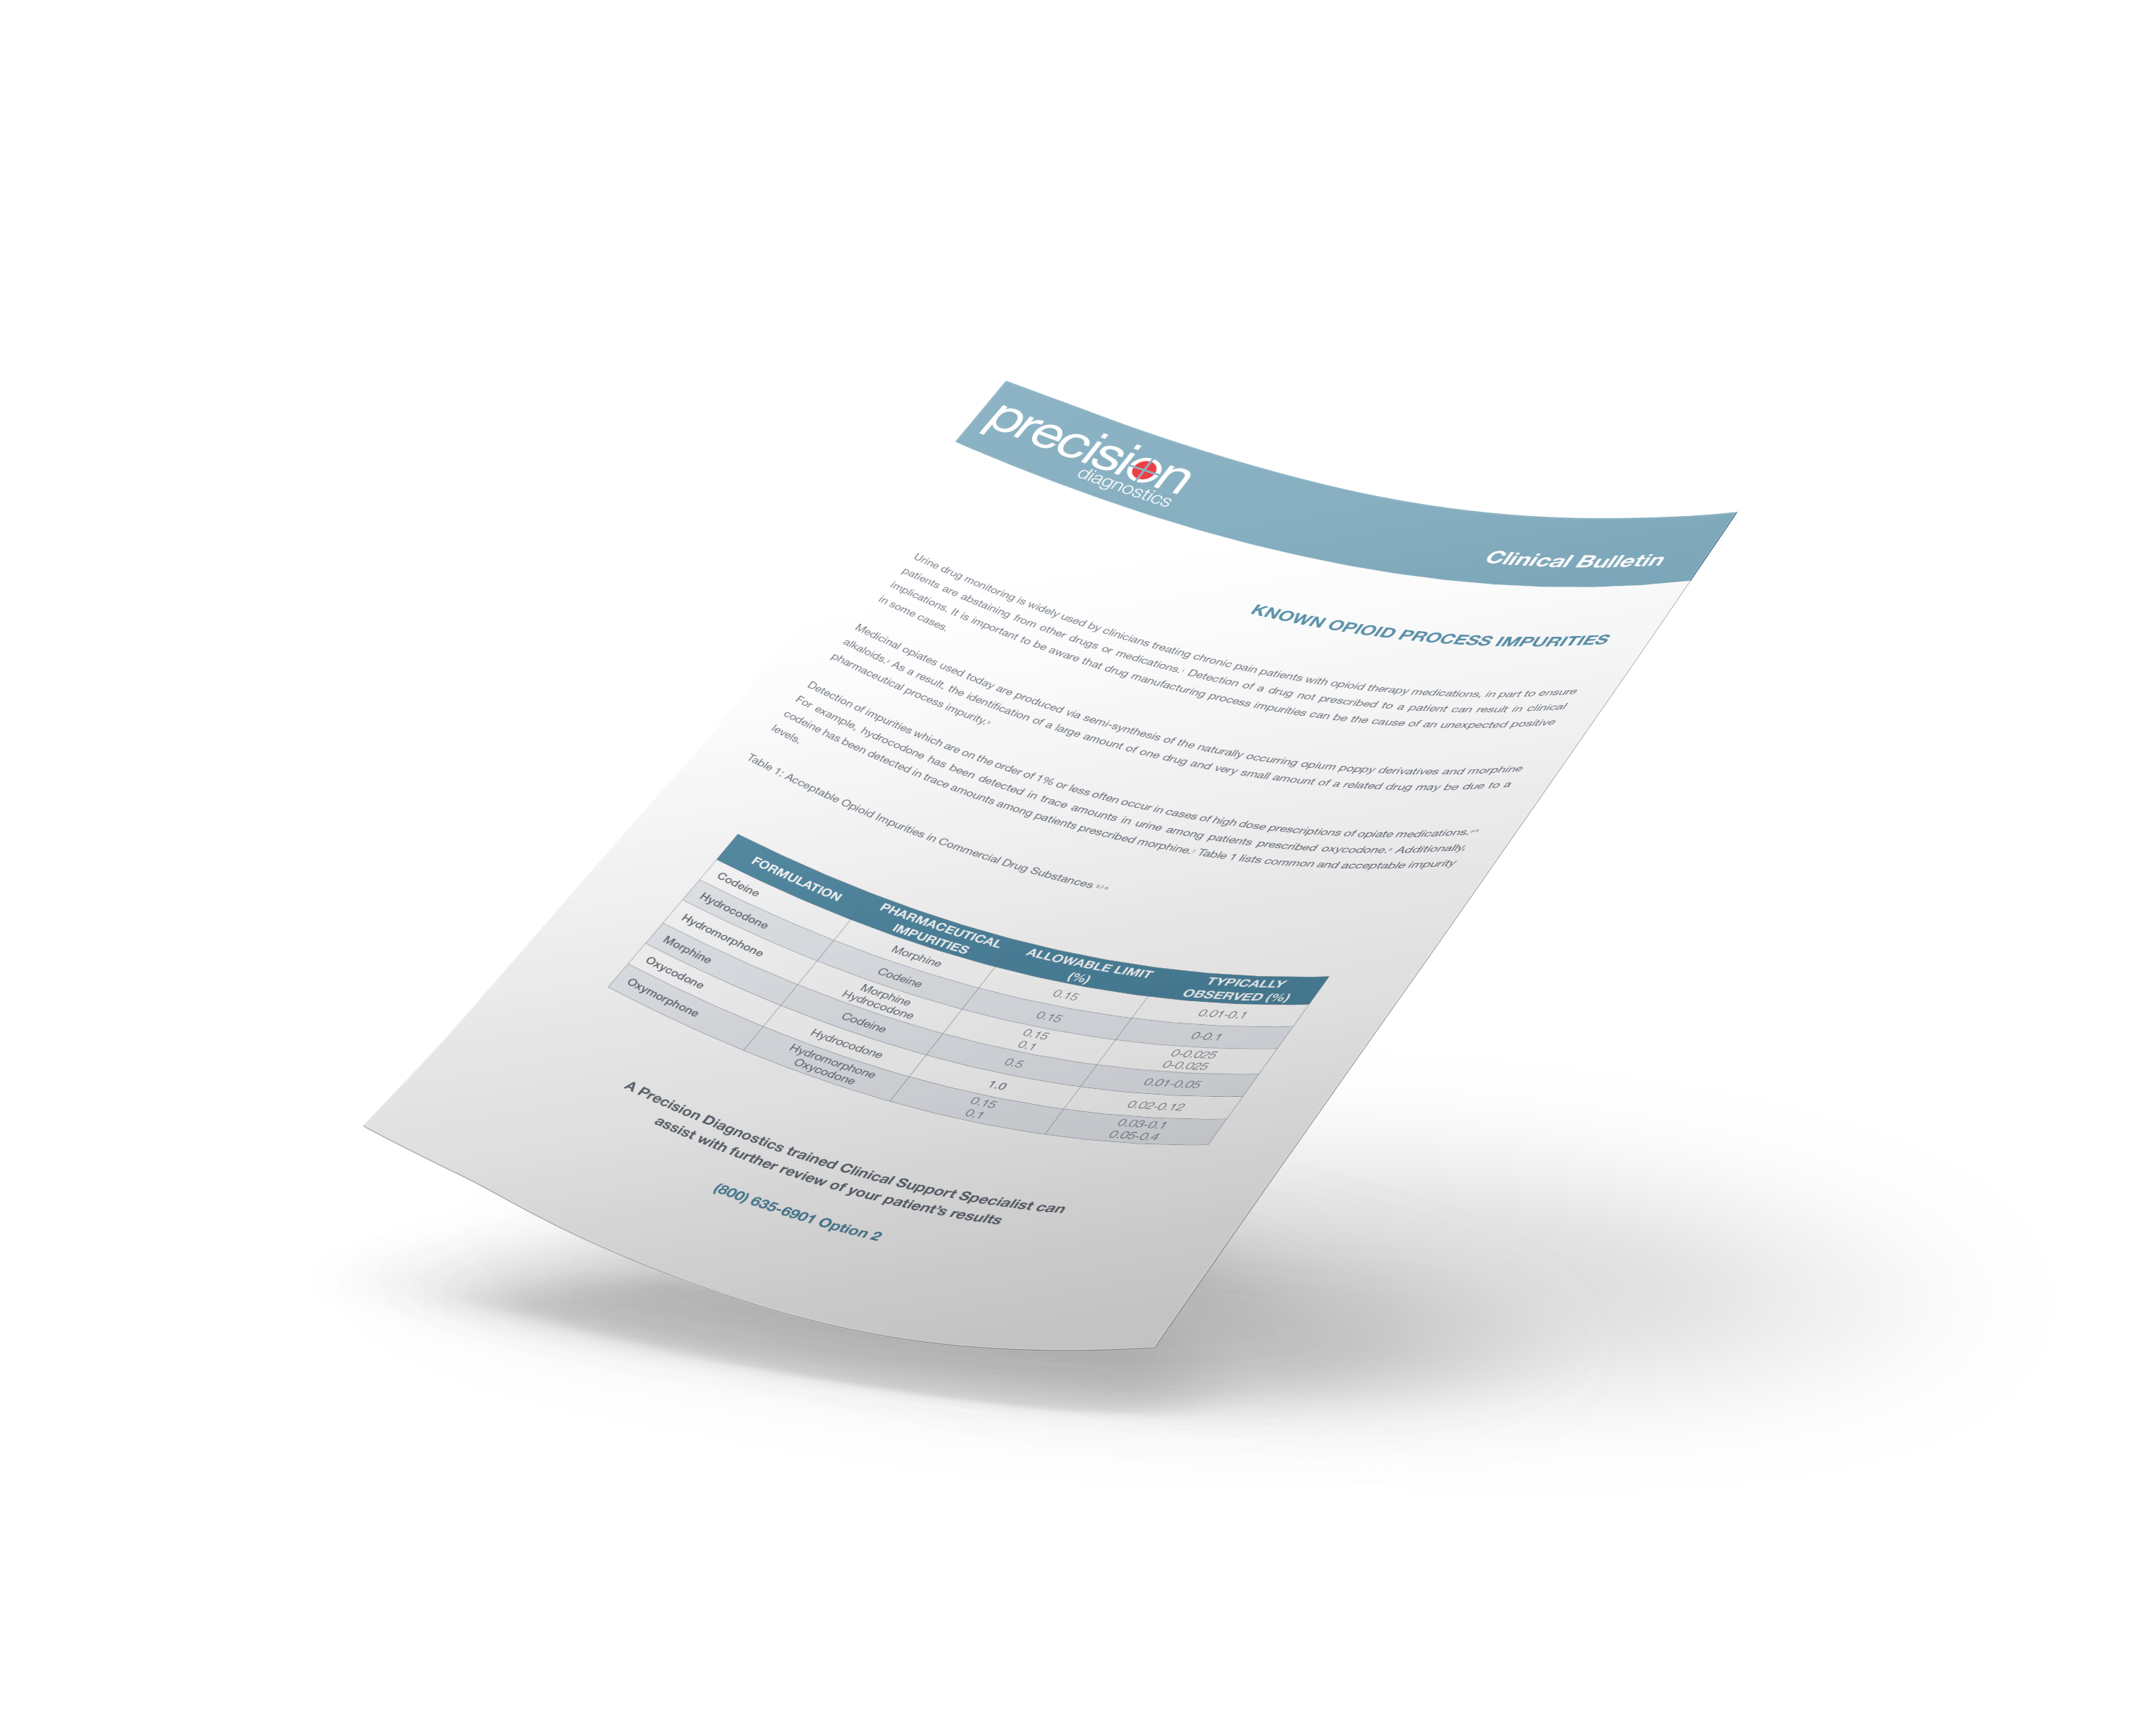 precision
diagnostics
Clinical Bulletin
KNOWN OPIOID PROCESS IMPURITIES
Urine drug monitoring is widely used by clinicians treating chronic pain patients with opioid therapy medications, in part to ensure
patients are abstaining from other drugs or medications.¹ Detection of a drug not prescribed to a patient can result in clinical
implications. It is important to be aware that drug manufacturing process impurities can be the cause of an unexpected positive
in some cases.
Medicinal opiates used today are produced via semi-synthesis of the naturally occurring opium poppy derivatives and morphine
alkaloids. As a result, the identification of a large amount of one drug and very small amount of a related drug may be due to a
pharmaceutical process impurity.
Detection of impurities which are on the order of 1% or less often occur in cases of high dose prescriptions of opiate medications.
For example, hydrocodone has been detected in trace amounts in urine among patients prescribed oxycodone. Additionally,
codeine has been detected in trace amounts among patients prescribed morphine. Table 1 lists common and acceptable impurity
levels.
Table 1: Acceptable Opioid Impurities in Commercial Drug Substances
FORMULATION PHARMACEUTICAL IMPURITIES ALLOWABLE LIMIT (%) TYPICALLY OBSERVED (%)
Codeine Morphine 0.15 0.01-0.1
Hydrocodone Codeine 0.15 0-0.1
Hydromorphone Morphine 0.15 0-0.025
Hydrocodone 0.1 0-0.025
Morphine Codeine 0.5 0.01-0.05
Oxycodone Hydrocodone 1.0 0.02-0.12
Oxymorphone Hydromorphone 0.15 0.03-0.1
Oxycodone 0.1 0.05-0.4
A Precision Diagnostics trained Clinical Support Specialist can
assist with further review of your patient's results
(800) 635-6901 Option 2